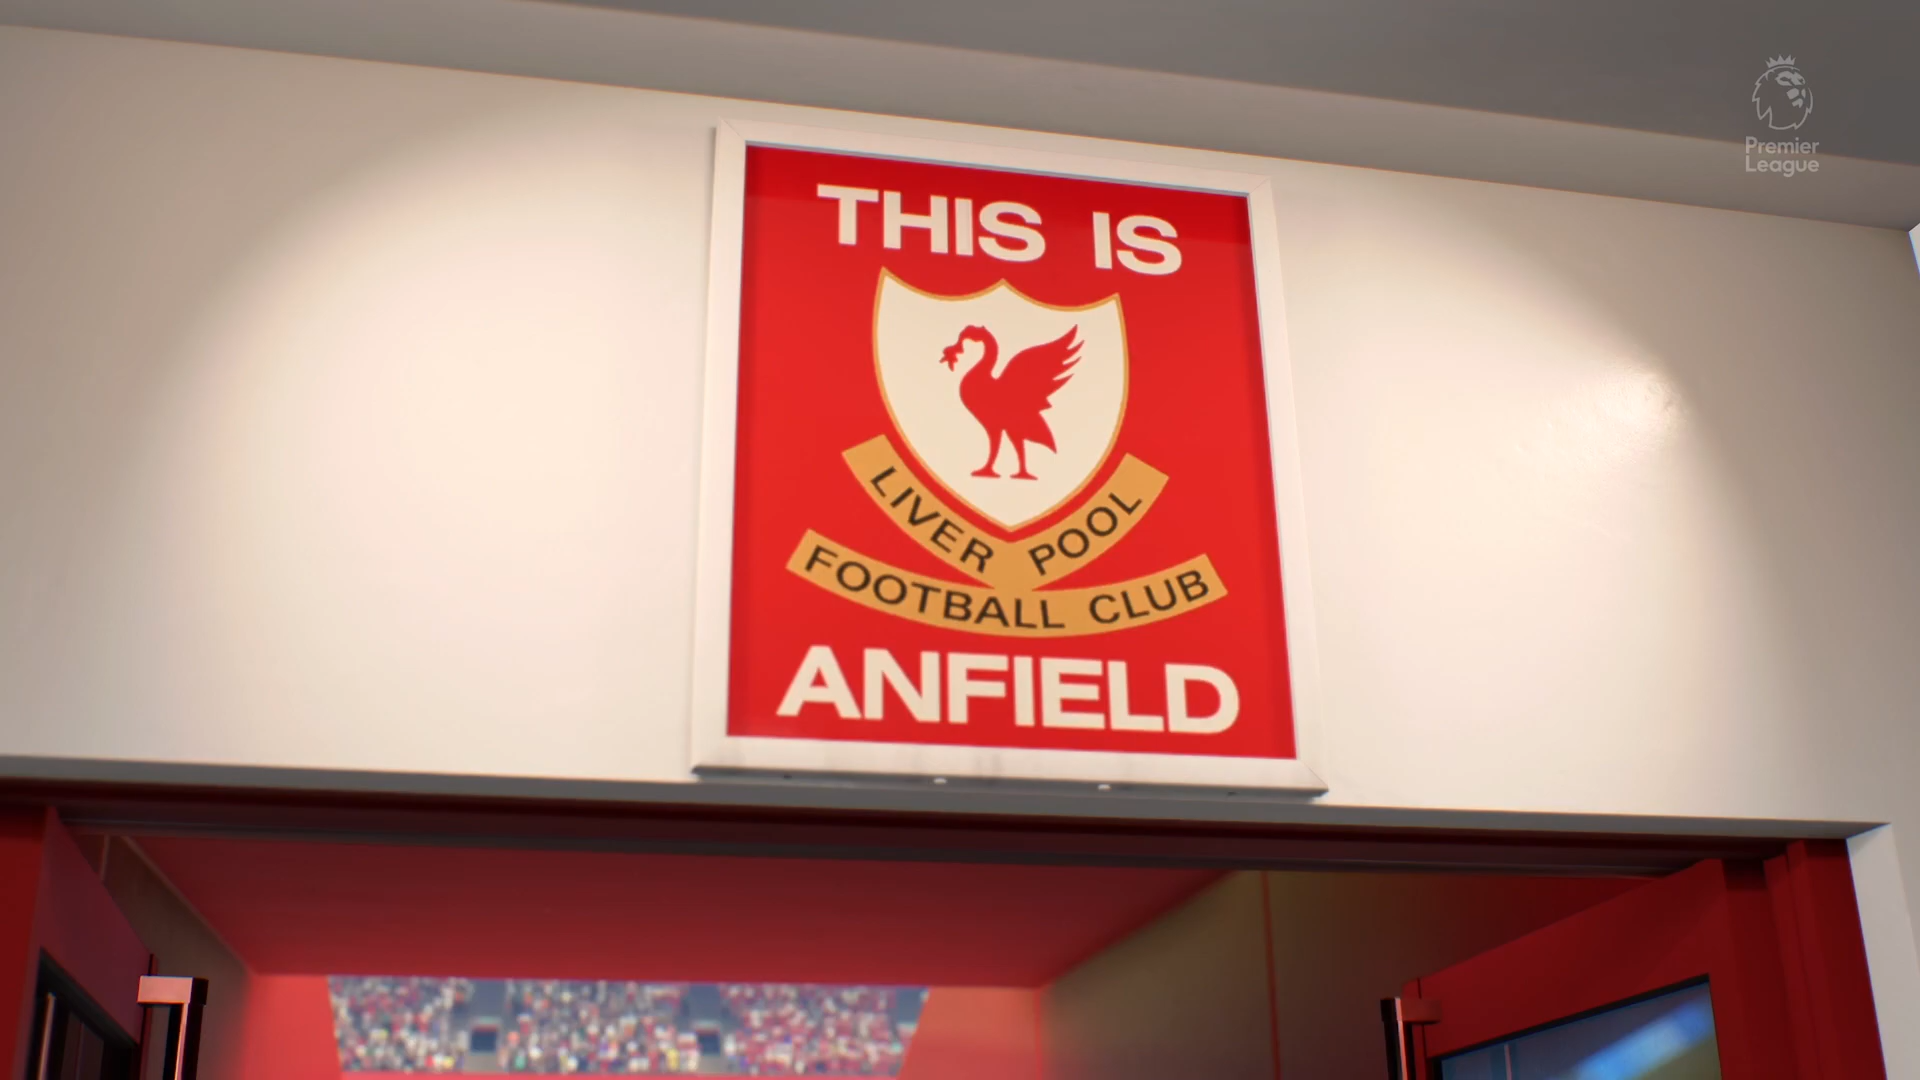 THIS IS
LIVER POOL
FOOTBALL CLUB
ANFIELD
Premier
League